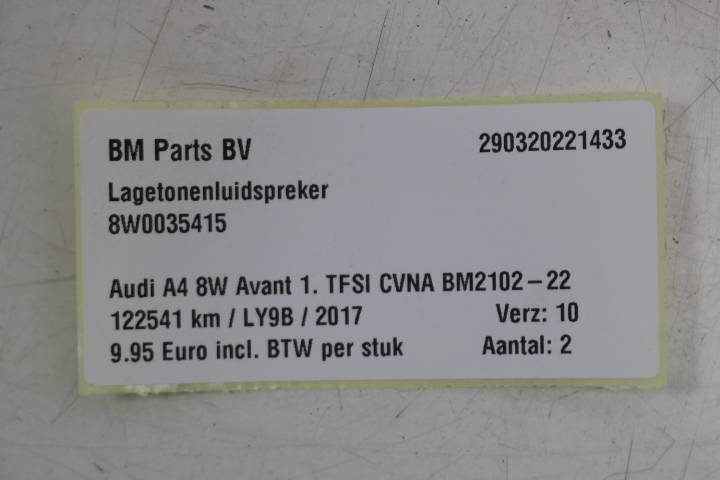 BM Parts BV 290320221433
Lagetonenluidspreker
8W0035415
Audi A4 8W Avant 1. TFSI CVNA BM2102-22
122541 km / LY9B / 2017 Verz: 10
9.95 Euro incl. BTW per stuk Aantal: 2